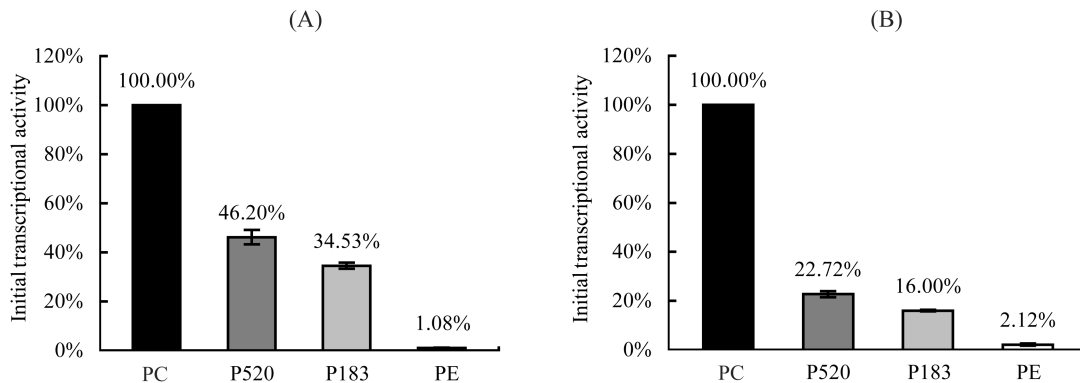 (A)
Initial transcriptional activity
120%
100%
80%
60%
40%
20%
0%
100.00%
46.20%
34.53%
1.08%
PC
P520
P183
PE
(B)
Initial transcriptional activity
120%
100%
80%
60%
40%
20%
0%
100.00%
22.72%
16.00%
2.12%
PC
P520
P183
PE